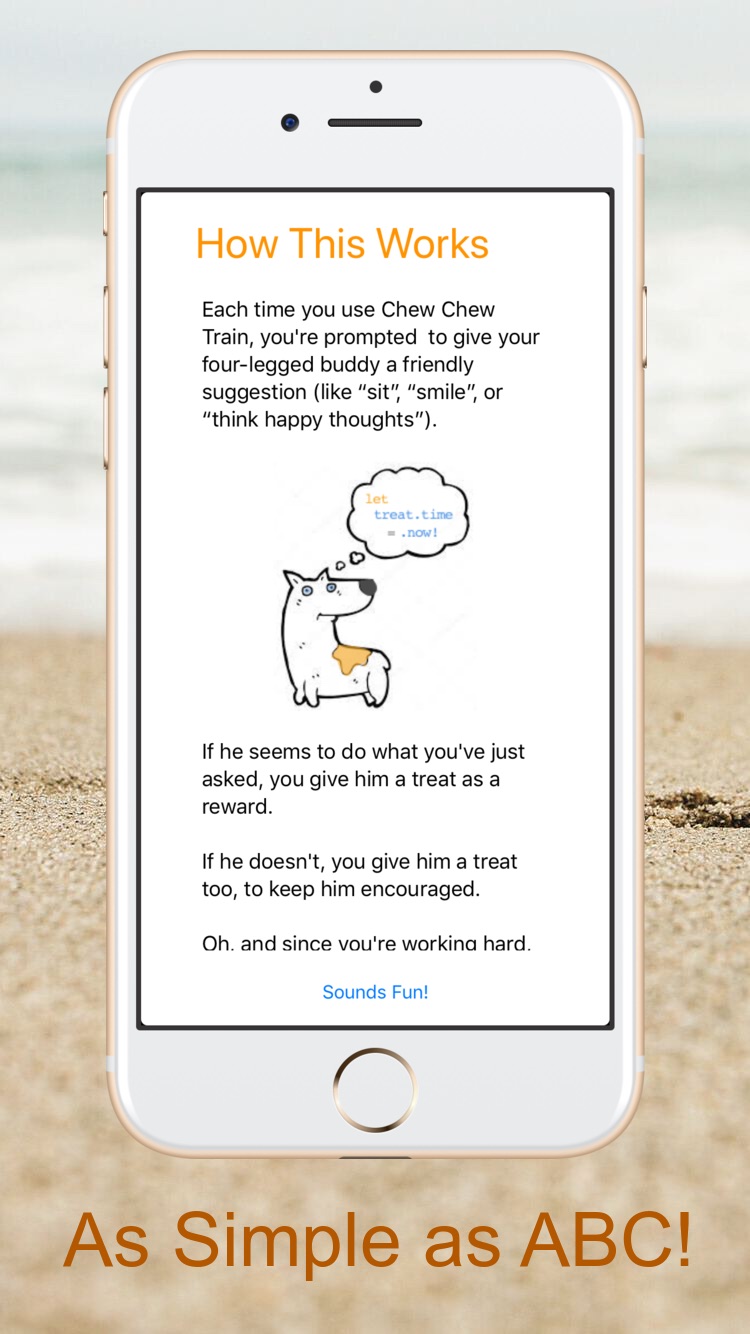 How This Works
Each time you use Chew Chew
Train, you're prompted  to give your
four-legged buddy a friendly
suggestion (like “sit”, “smile”, or
“think happy thoughts”).
let
treat.time
= .now!
If he seems to do what you've just
asked, you give him a treat as a
reward.
If he doesn't, you give him a treat
too, to keep him encouraged.
Oh, and since you're working hard,
Sounds Fun!
As Simple as ABC!